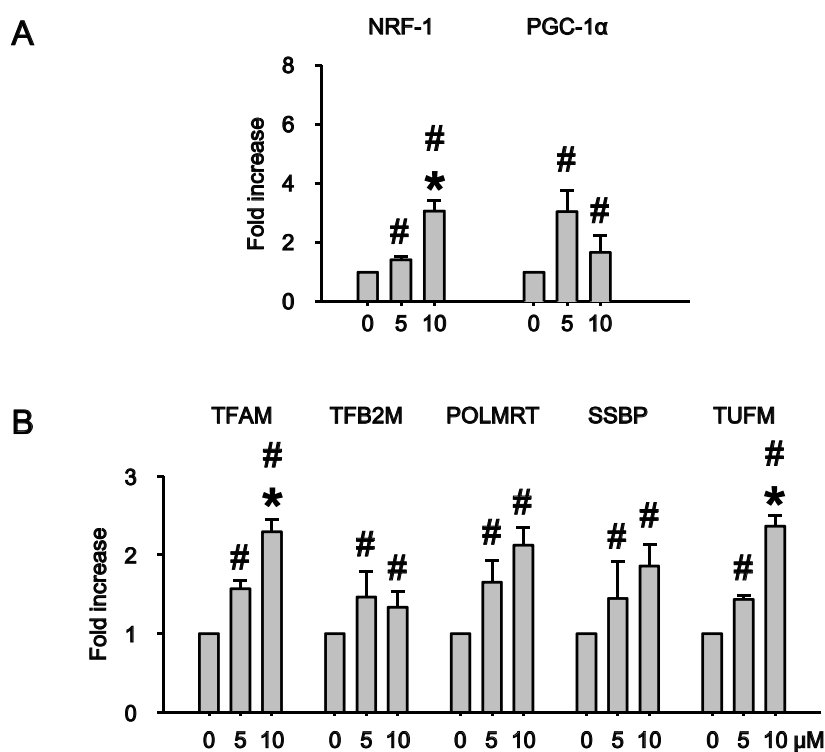 A
NRF-1 PGC-1α
8
6
4
2
0
Fold increase
#
*
#
#
#
0 5 10 0 5 10
B
TFAM TFB2M POLMRT SSBP TUFM
3
2
1
0
Fold increase
# #
* *
# # # # # # # #
0 5 10 0 5 10 0 5 10 0 5 10 0 5 10 µM